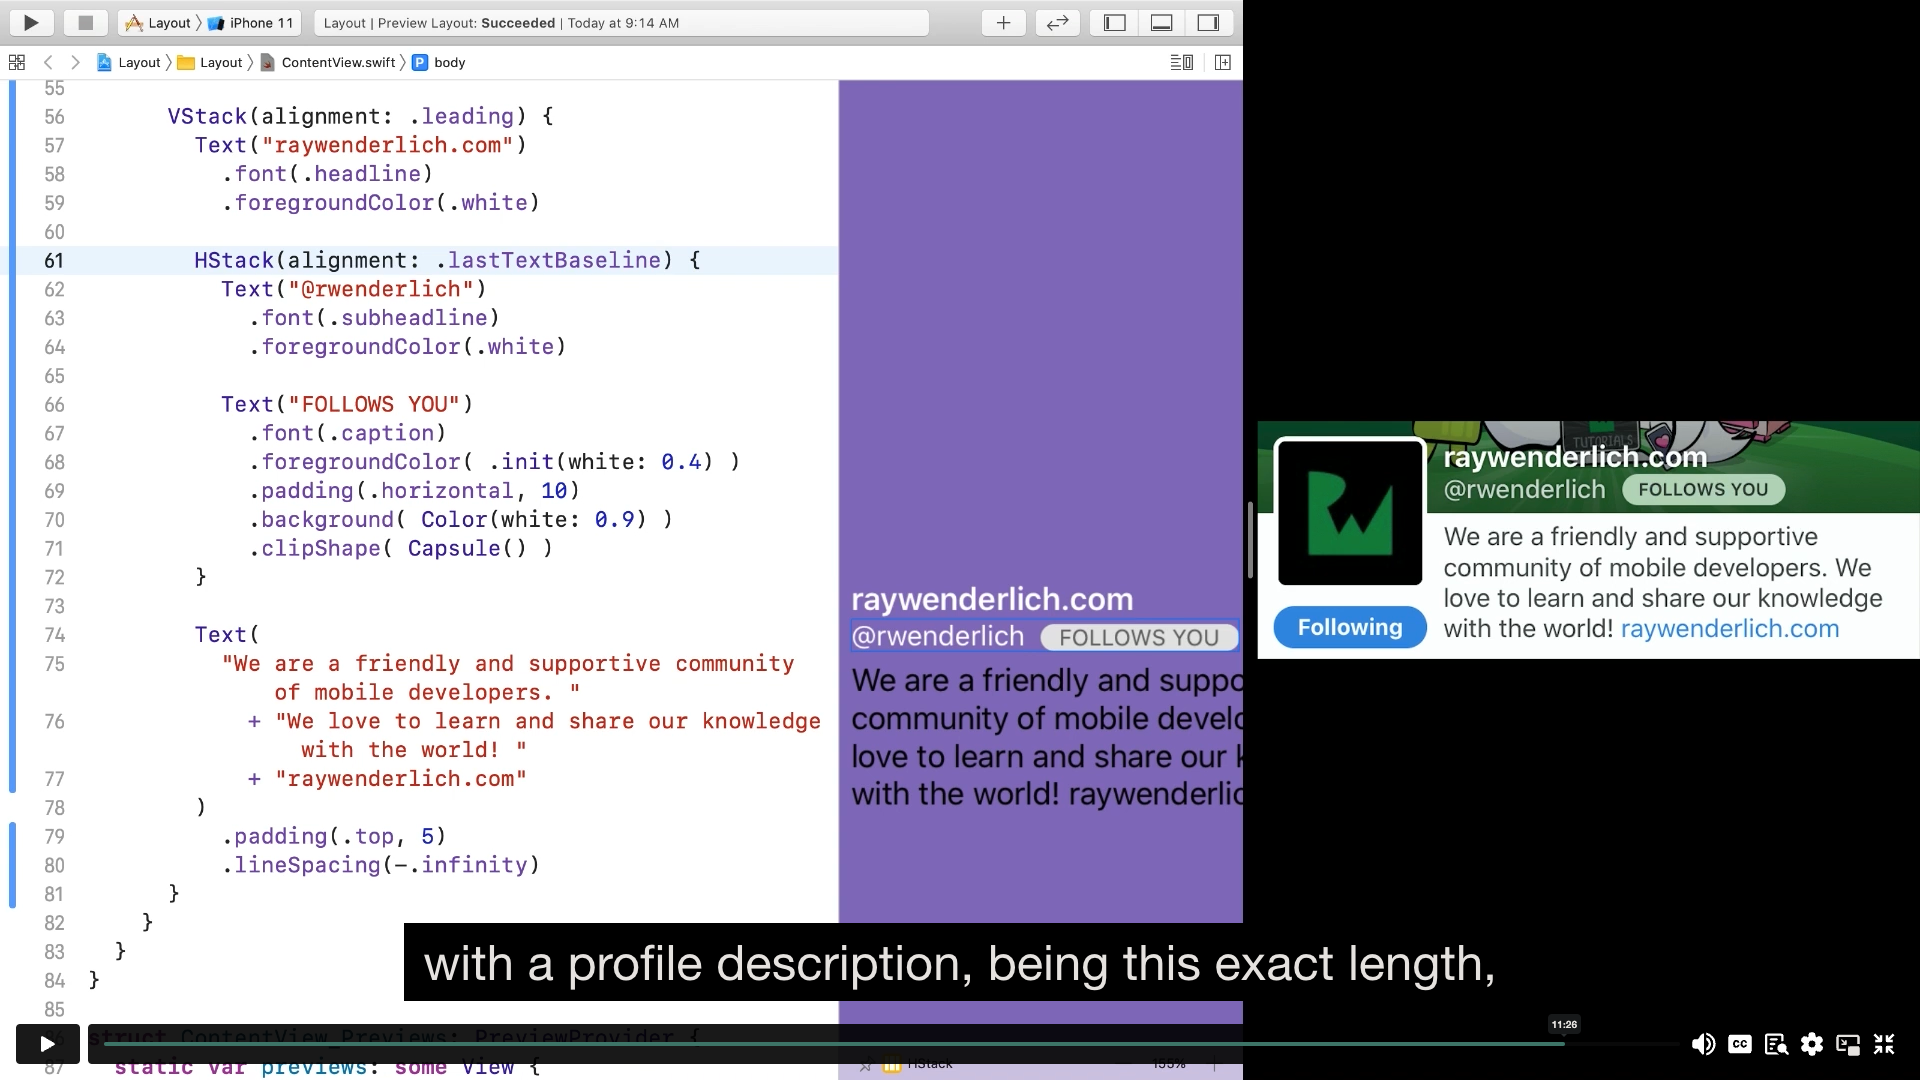 Layout
iPhone 11
Layout | Preview Layout: Succeeded | Today at 9:14 AM
Layout
Layout
ContentView.swift
P body
55
56 VStack(alignment: .leading) {
57 Text("raywenderlich.com")
58 .font(.headline)
59 .foregroundColor(.white)
60
61 HStack(alignment: .lastTextBaseline) {
62 Text("@rwenderlich")
63 .font(.subheadline)
64 .foregroundColor(.white)
65
66 Text("FOLLOWS YOU")
67 .font(.caption)
68 .foregroundColor( .init(white: 0.4) )
69 .padding(.horizontal, 10)
70 .background( Color(white: 0.9) )
71 .clipShape( Capsule() )
72 }
73
74 Text(
75 "We are a friendly and supportive community
of mobile developers. "
76 + "We love to learn and share our knowledge
with the world! "
77 + "raywenderlich.com"
78 )
79 .padding(.top, 5)
80 .lineSpacing(-.infinity)
81 }
82 }
83 }
84 }
85
86 struct ContentView_Previews: PreviewProvider {
87 static var previews: some View {
raywenderlich.com
@rwenderlich FOLLOWS YOU
We are a friendly and suppo
community of mobile develo
love to learn and share our k
with the world! raywenderlic
HStack
155%
TUTORIALS
raywenderlich.com
@rwenderlich FOLLOWS YOU
We are a friendly and supportive
community of mobile developers. We
love to learn and share our knowledge
with the world! raywenderlich.com
Following
with a profile description, being this exact length,
11:26
CC